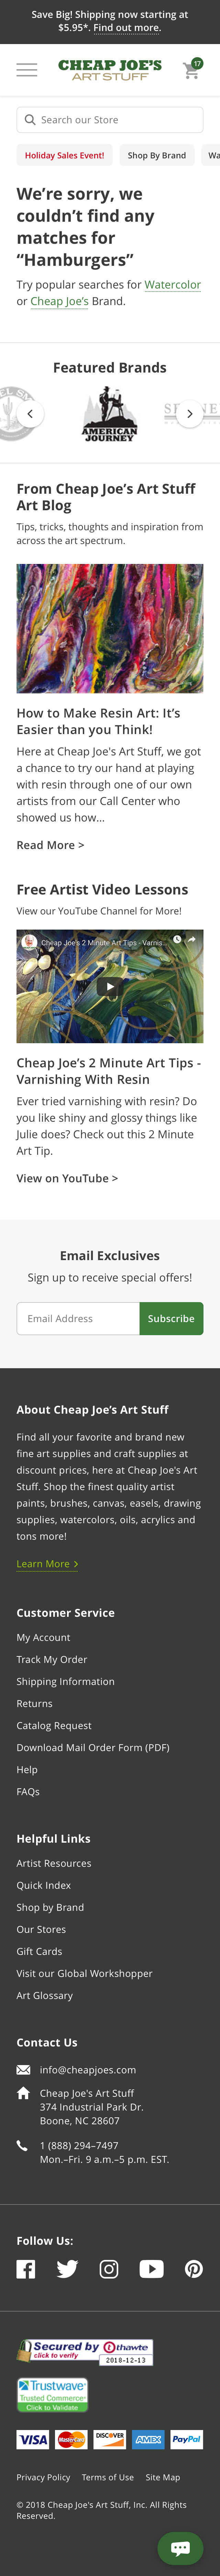 Save Big! Shipping now starting at
$5.95*. Find out more.
CHEAP JOE'S
ART STUFF
17
Search our Store
Holiday Sales Event!
Shop By Brand
Wa
We're sorry, we
couldn't find any
matches for
“Hamburgers”
Try popular searches for Watercolor
or Cheap Joe's Brand.
Featured Brands
AMERICAN
JOURNEY
From Cheap Joe's Art Stuff
Art Blog
Tips, tricks, thoughts and inspiration from
across the art spectrum.
How to Make Resin Art: It's
Easier than you Think!
Here at Cheap Joe's Art Stuff, we got
a chance to try our hand at playing
with resin through one of our own
artists from our Call Center who
showed us how...
Read More >
Free Artist Video Lessons
View our YouTube Channel for More!
Cheap Joe's 2 Minute Art Tips - Varnis...
Cheap Joe's 2 Minute Art Tips -
Varnishing With Resin
Ever tried varnishing with resin? Do
you like shiny and glossy things like
Julie does? Check out this 2 Minute
Art Tip.
View on YouTube >
Email Exclusives
Sign up to receive special offers!
Email Address
Subscribe
About Cheap Joe's Art Stuff
Find all your favorite and brand new
fine art supplies and craft supplies at
discount prices, here at Cheap Joe's Art
Stuff. Shop the finest quality artist
paints, brushes, canvas, easels, drawing
supplies, watercolors, oils, acrylics and
tons more!
Learn More >
Customer Service
My Account
Track My Order
Shipping Information
Returns
Catalog Request
Download Mail Order Form (PDF)
Help
FAQs
Helpful Links
Artist Resources
Quick Index
Shop by Brand
Our Stores
Gift Cards
Visit our Global Workshopper
Art Glossary
Contact Us
info@cheapjoes.com
Cheap Joe's Art Stuff
374 Industrial Park Dr.
Boone, NC 28607
1 (888) 294–7497
Mon.–Fri. 9 a.m.–5 p.m. EST.
Follow Us:
Secured by thawte
click to verify
2018-12-13
Trustwave
Trusted Commerce
Click to Validate
VISA
MasterCard
DISCOVER
AMEX
PayPal
Privacy Policy
Terms of Use
Site Map
© 2018 Cheap Joe's Art Stuff, Inc. All Rights
Reserved.